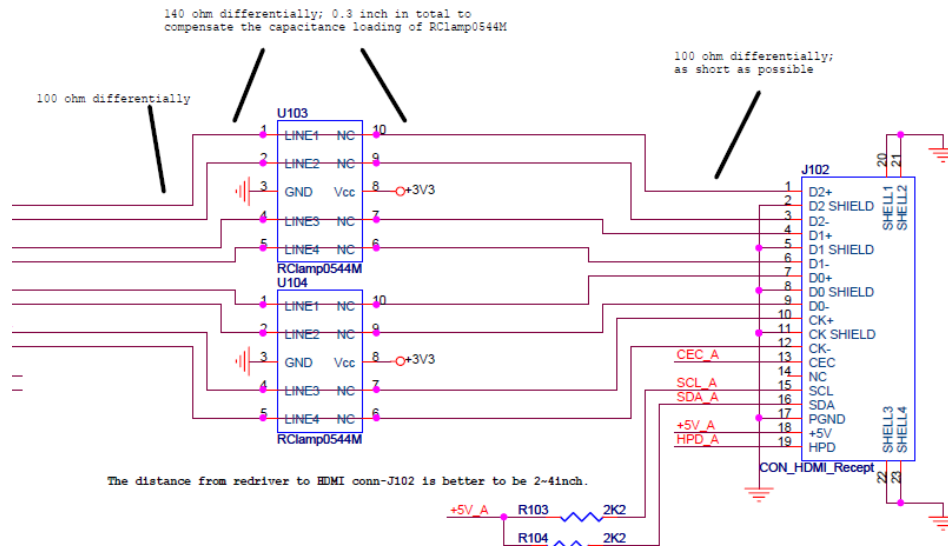 140 ohm differentially; 0.3 inch in total to
compensate the capacitance loading of RClamp0544M
100 ohm differentially;
as short as possible
100 ohm differentially
U103
1 LINE1 NC 10
2 LINE2 NC 9
3 GND Vcc 8 +3V3
4 LINE3 NC 7
5 LINE4 NC 6
RClamp0544M
U104
1 LINE1 NC 10
2 LINE2 NC 9
3 GND Vcc 8 +3V3
4 LINE3 NC 7
5 LINE4 NC 6
RClamp0544M
J102
20 21
SHELL1 SHELL2
1 D2+
2 D2 SHIELD
3 D2-
4 D1+
5 D1 SHIELD
6 D1-
7 D0+
8 D0 SHIELD
9 D0-
10 CK+
11 CK SHIELD
12 CK-
CEC_A 13 CEC
14 NC
SCL_A 15 SCL
SDA_A 16 SDA
17 PGND
+5V_A 18 +5V
HPD_A 19 HPD
SHELL3 SHELL4
22 23
CON_HDMI_Recept
The distance from redriver to HDMI conn-J102 is better to be 2~4inch.
+5V_A R103 2K2
R104 2K2